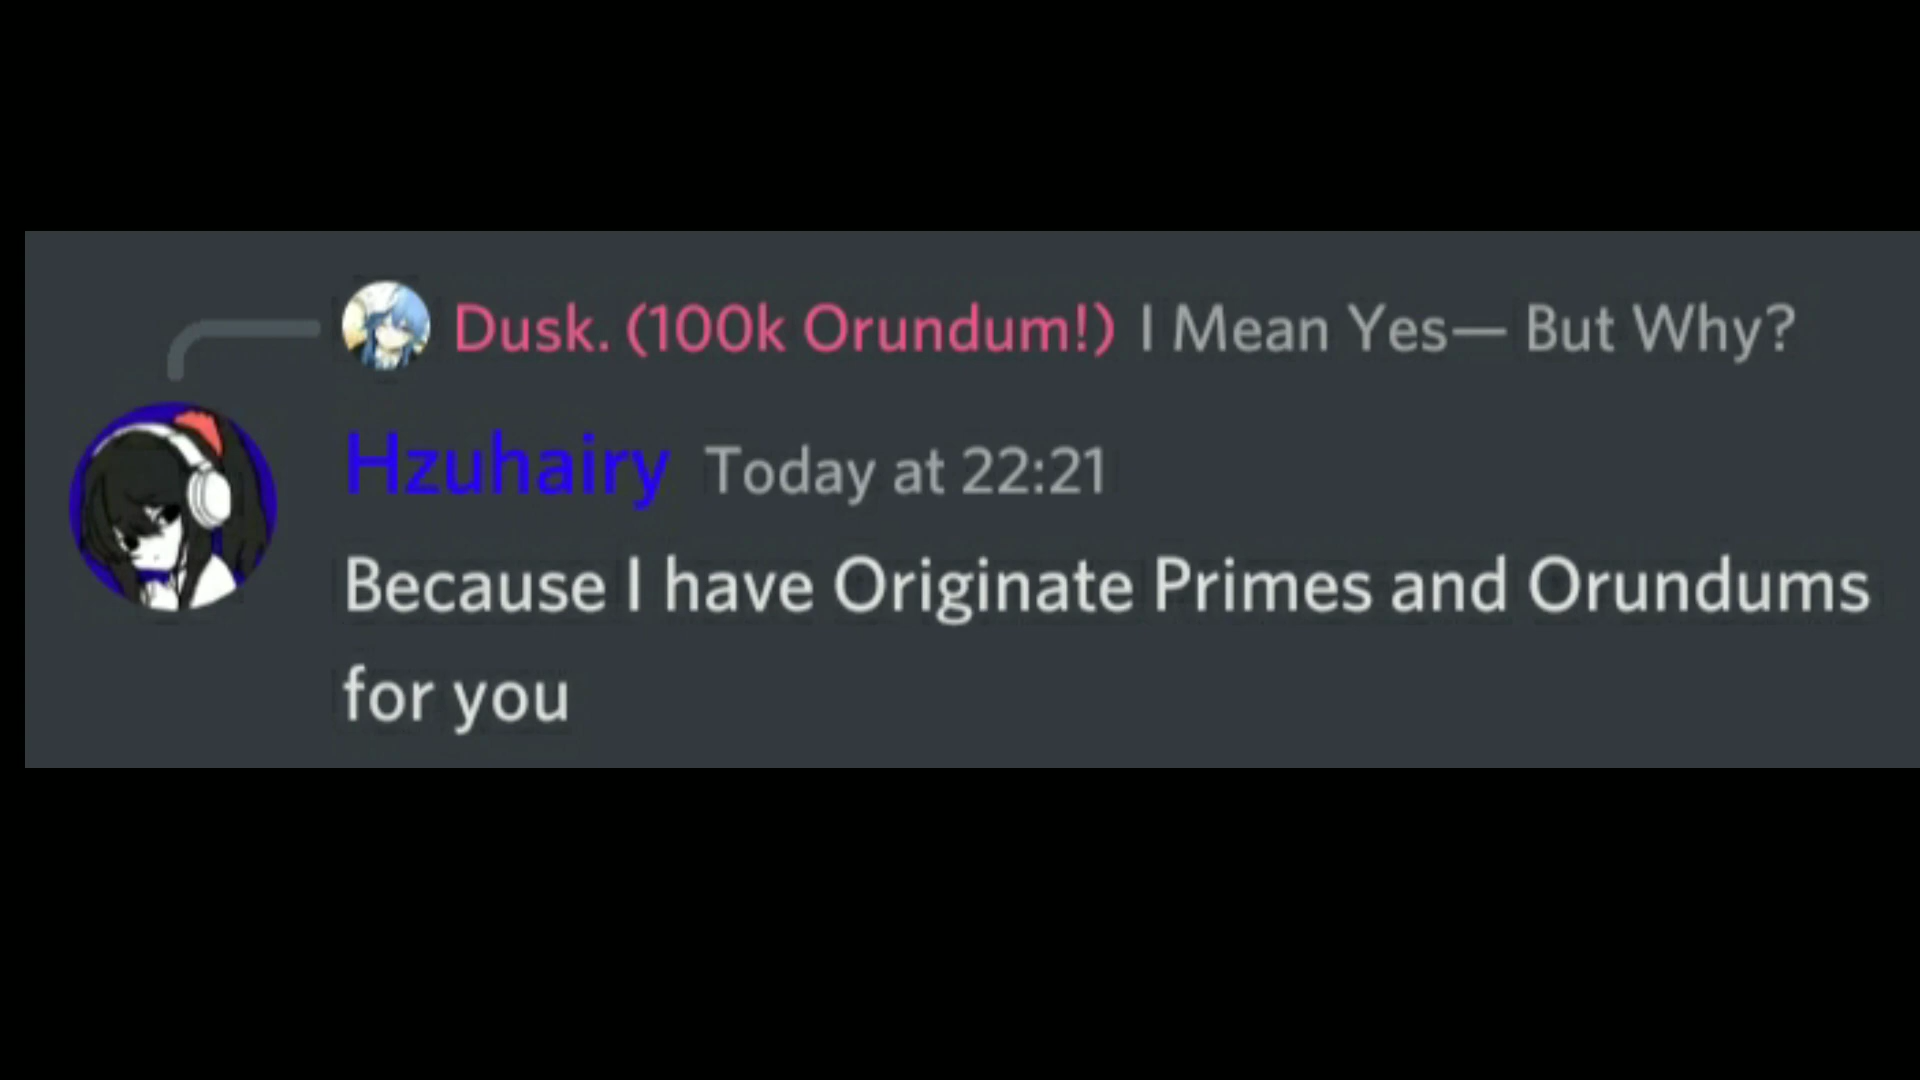 Dusk. (100k Orundum!) I Mean Yes— But Why?
Hzuhairy Today at 22:21
Because I have Originate Primes and Orundums
for you